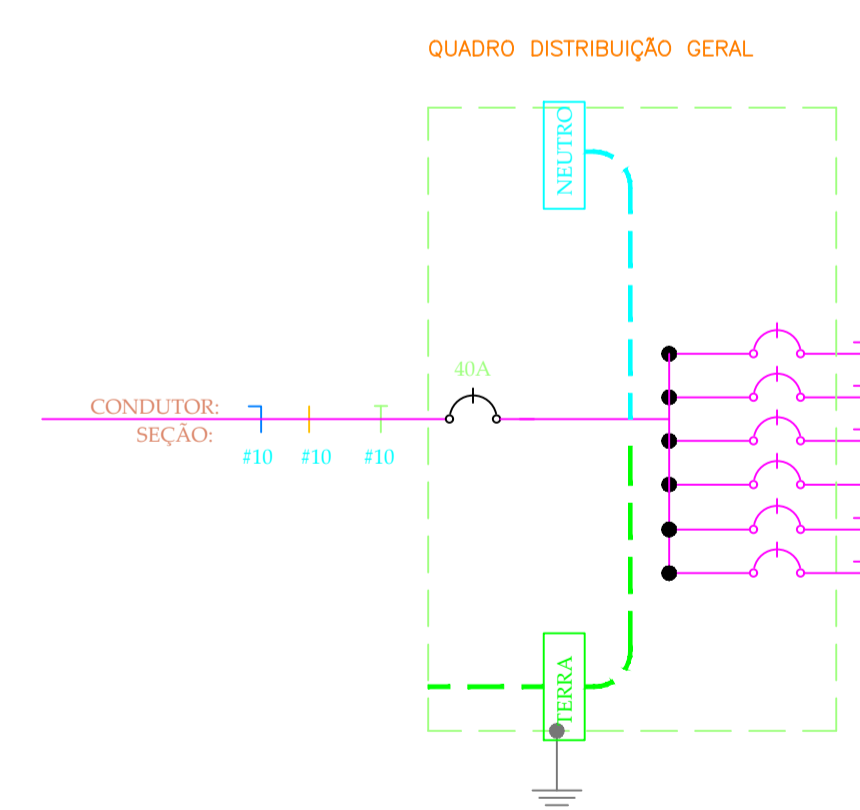 QUADRO DISTRIBUIÇÃO GERAL
NEUTRO
40A
CONDUTOR:
SEÇÃO:
#10 #10 #10
TERRA